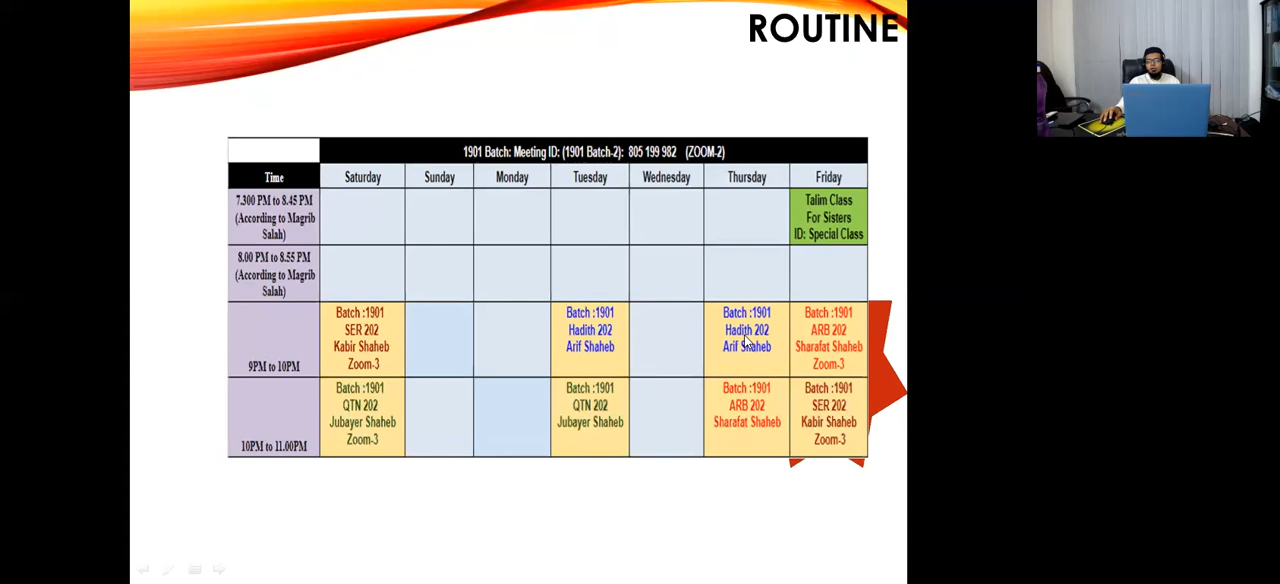 ROUTINE
1901 Batch: Meeting ID: (1901 Batch-2): 805 199 982 (ZOOM-2)
Time Saturday Sunday Monday Tuesday Wednesday Thursday Friday
7.300 PM to 8.45 PM
(According to Magrib
Salah)
Talim Class
For Sisters
ID: Special Class
8.00 PM to 8.55 PM
(According to Magrib
Salah)
9PM to 10PM
Batch :1901
SER 202
Kabir Shaheb
Zoom-3
Batch :1901
Hadith 202
Arif Shaheb
Batch :1901
Hadith 202
Arif Shaheb
Batch :1901
ARB 202
Sharafat Shaheb
Zoom-3
10PM to 11.00PM
Batch :1901
QTN 202
Jubayer Shaheb
Zoom-3
Batch :1901
QTN 202
Jubayer Shaheb
Batch :1901
ARB 202
Sharafat Shaheb
Batch :1901
SER 202
Kabir Shaheb
Zoom-3